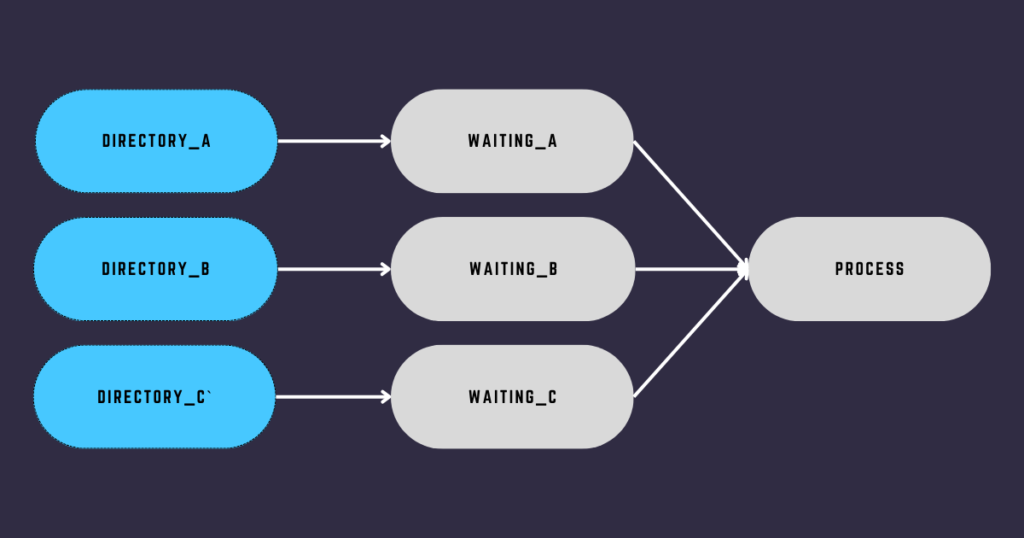 DIRECTORY_A
WAITING_A
DIRECTORY_B
WAITING_B
PROCESS
DIRECTORY_C`
WAITING_C